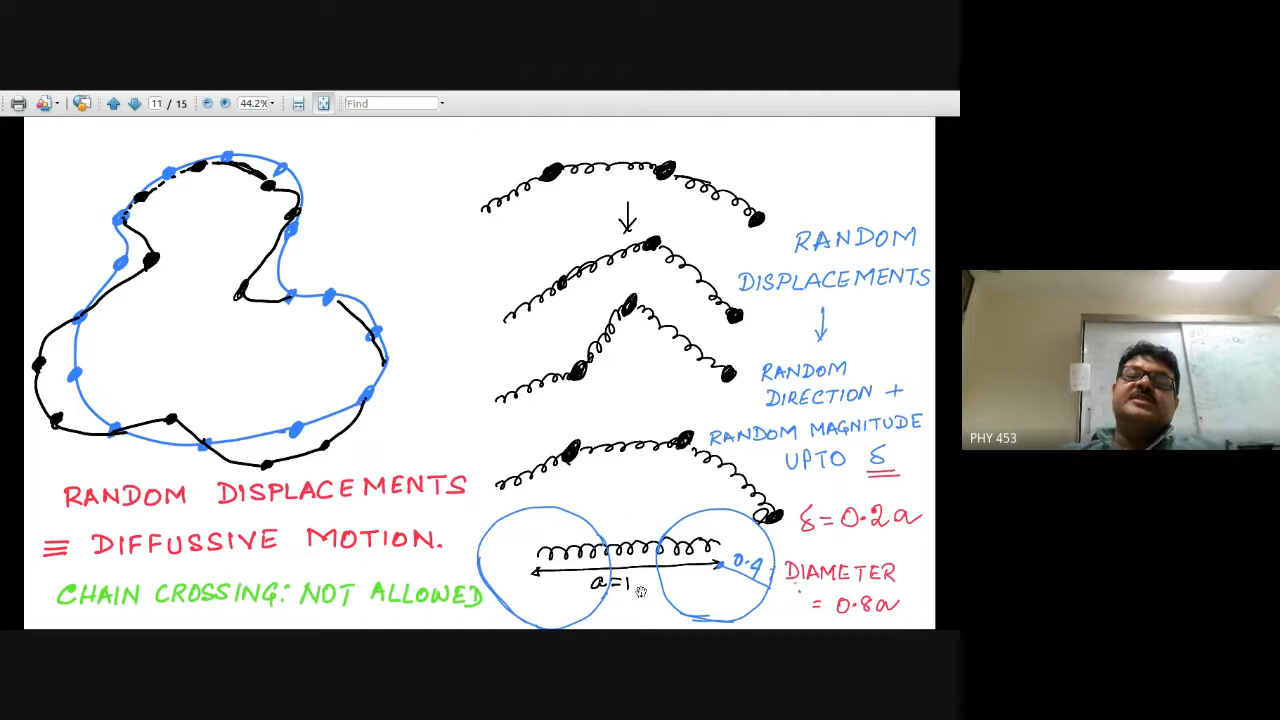 11 / 15
44.2%
Find
RANDOM
DISPLACEMENTS
RANDOM
DIRECTION +
RANDOM MAGNITUDE
UPTO δ
δ = 0.2a
RANDOM DISPLACEMENTS
≡ DIFFUSSIVE MOTION.
CHAIN CROSSING: NOT ALLOWED
a = 1
0.4
DIAMETER
= 0.8a
PHY 453